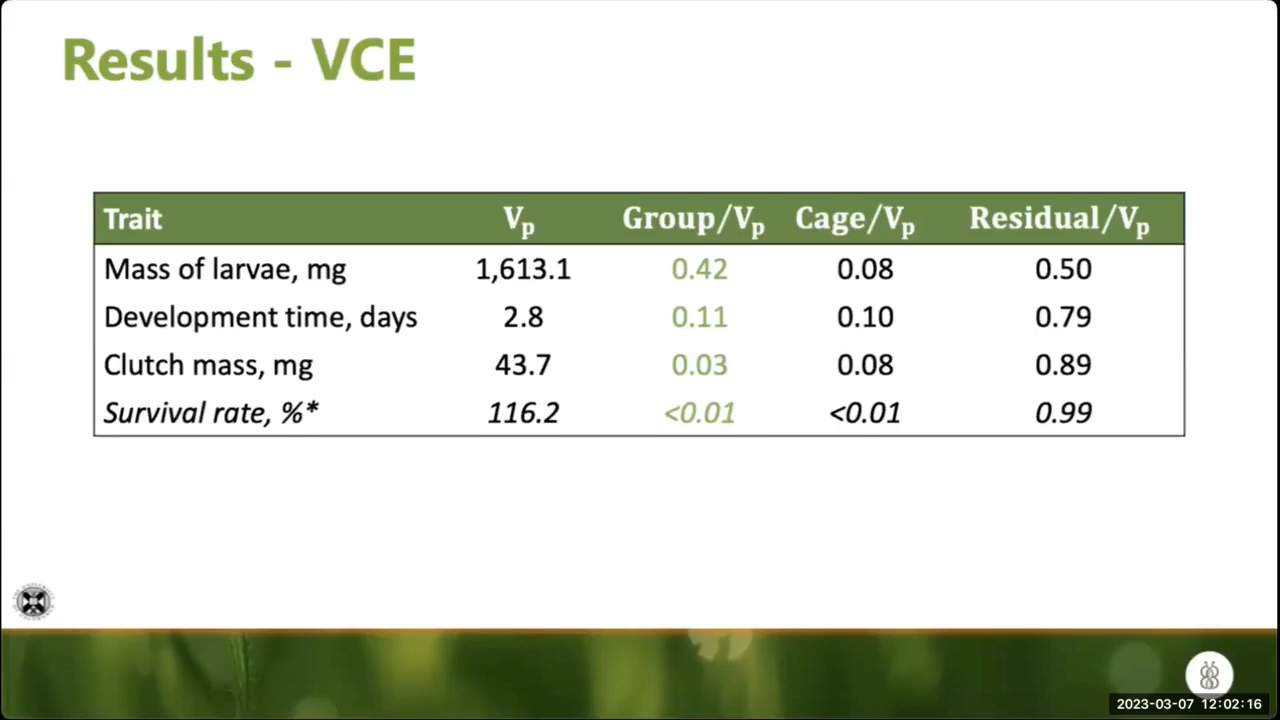 Results - VCE
Trait Vp Group/Vp Cage/Vp Residual/Vp
Mass of larvae, mg 1,613.1 0.42 0.08 0.50
Development time, days 2.8 0.11 0.10 0.79
Clutch mass, mg 43.7 0.03 0.08 0.89
Survival rate, %* 116.2 <0.01 <0.01 0.99
2023-03-07 12:02:16